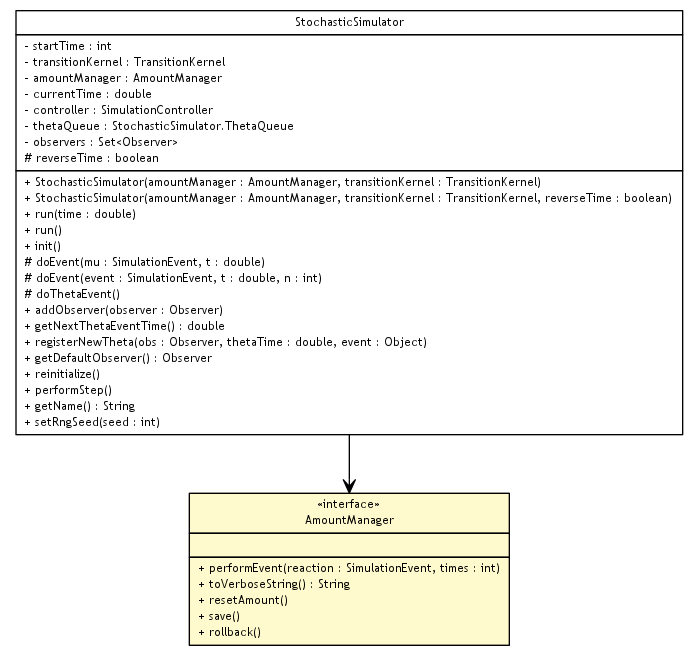 StochasticSimulator
- startTime : int
- transitionKernel : TransitionKernel
- amountManager : AmountManager
- currentTime : double
- controller : SimulationController
- thetaQueue : StochasticSimulator.ThetaQueue
- observers : Set<Observer>
# reverseTime : boolean
+ StochasticSimulator(amountManager : AmountManager, transitionKernel : TransitionKernel)
+ StochasticSimulator(amountManager : AmountManager, transitionKernel : TransitionKernel, reverseTime : boolean)
+ run(time : double)
+ run()
+ init()
# doEvent(mu : SimulationEvent, t : double)
# doEvent(event : SimulationEvent, t : double, n : int)
# doThetaEvent()
+ addObserver(observer : Observer)
+ getNextThetaEventTime() : double
+ registerNewTheta(obs : Observer, thetaTime : double, event : Object)
+ getDefaultObserver() : Observer
+ reinitialize()
+ performStep()
+ getName() : String
+ setRngSeed(seed : int)
«interface»
AmountManager
+ performEvent(reaction : SimulationEvent, times : int)
+ toVerboseString() : String
+ resetAmount()
+ save()
+ rollback()